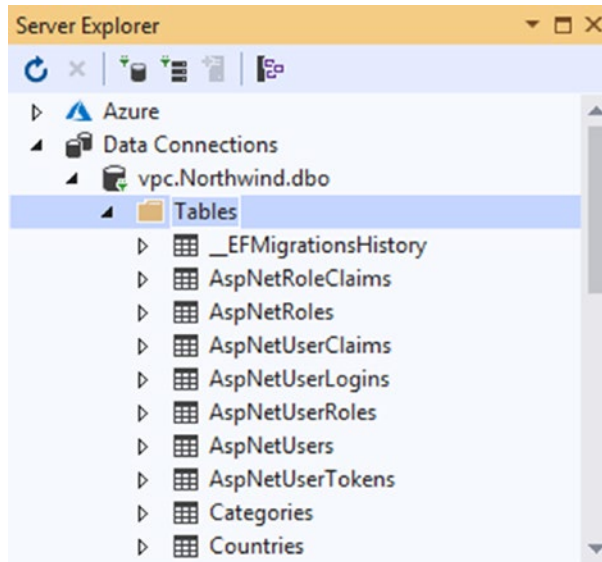 Server Explorer
Azure
Data Connections
vpc.Northwind.dbo
Tables
__EFMigrationsHistory
AspNetRoleClaims
AspNetRoles
AspNetUserClaims
AspNetUserLogins
AspNetUserRoles
AspNetUsers
AspNetUserTokens
Categories
Countries